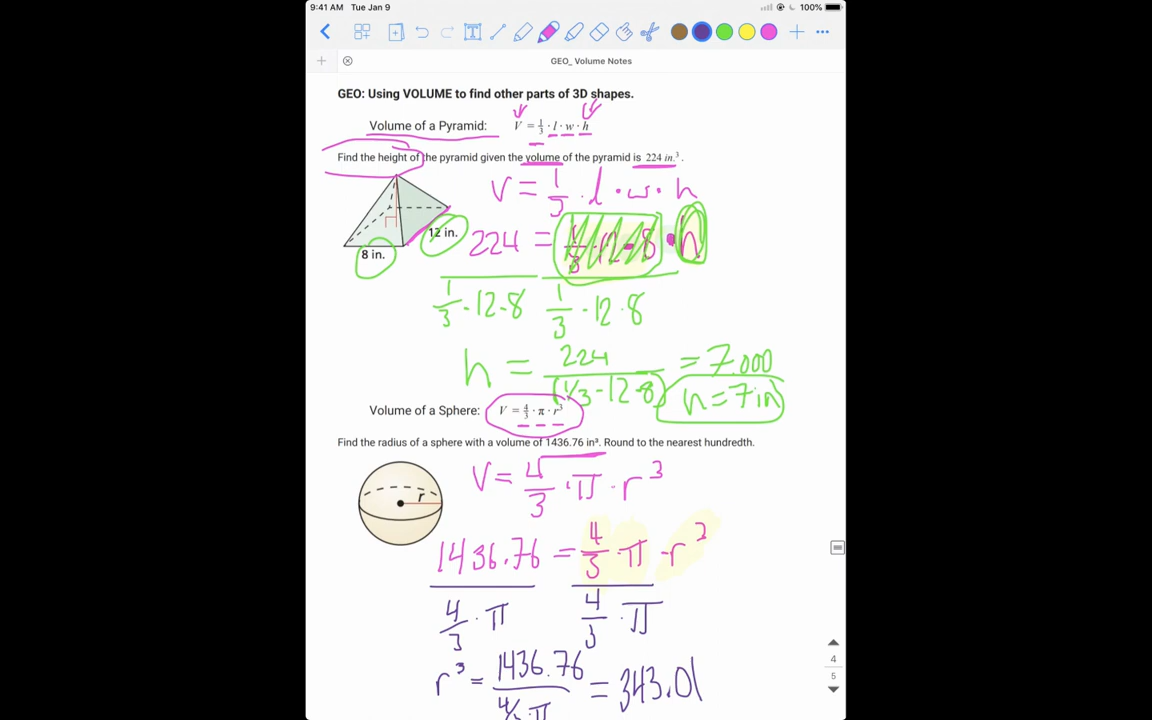 9:41 AM Tue Jan 9
100%
GEO_ Volume Notes
GEO: Using VOLUME to find other parts of 3D shapes.
Volume of a Pyramid: V = 1/3 · l · w · h
Find the height of the pyramid given the volume of the pyramid is 224 in.³.
V = 1/3 · l · w · h
12 in.
8 in.
224 = 1/3 · 12 · 8 · h
1/3 · 12 · 8 1/3 · 12 · 8
h = 224/(1/3 · 12 · 8) = 7.000
h = 7 in
Volume of a Sphere: V = 4/3 · π · r³
Find the radius of a sphere with a volume of 1436.76 in³. Round to the nearest hundredth.
V = 4/3 · π · r³
r
1436.76 = 4/3 · π · r³
4/3 · π 4/3 · π
r³ = 1436.76/4/3 · π = 343.01
4
5